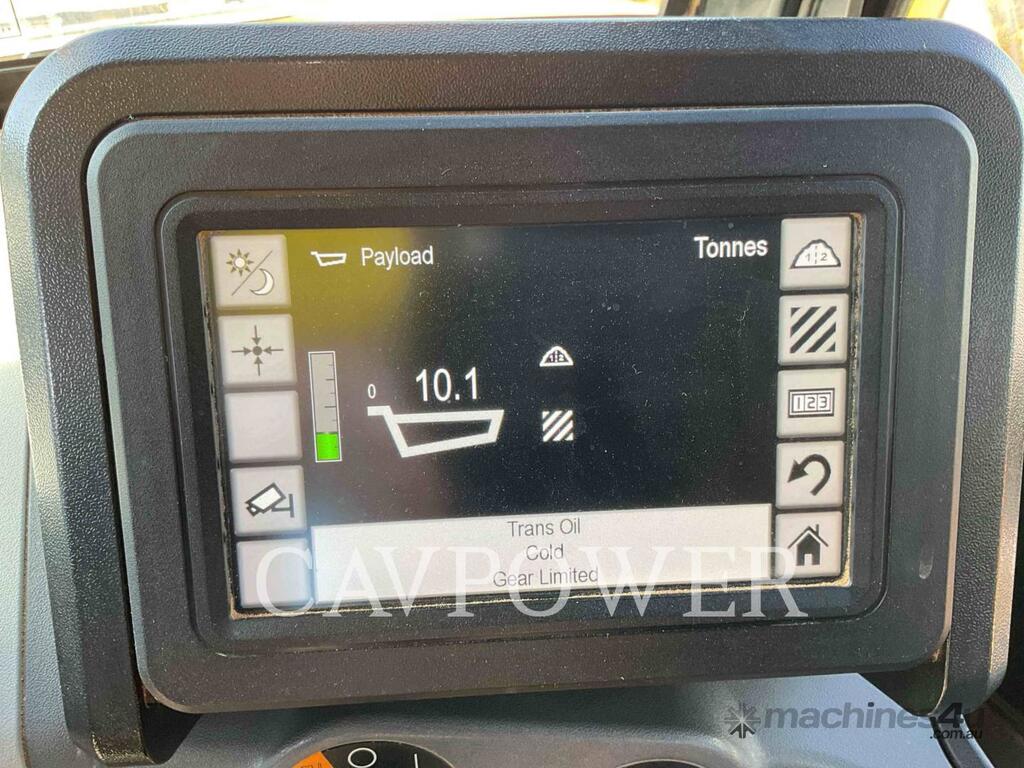 Payload
Tonnes
1 2
0
10.1
123
Trans Oil
Cold
Gear Limited
CAVPOWER
machines4u
.com.au